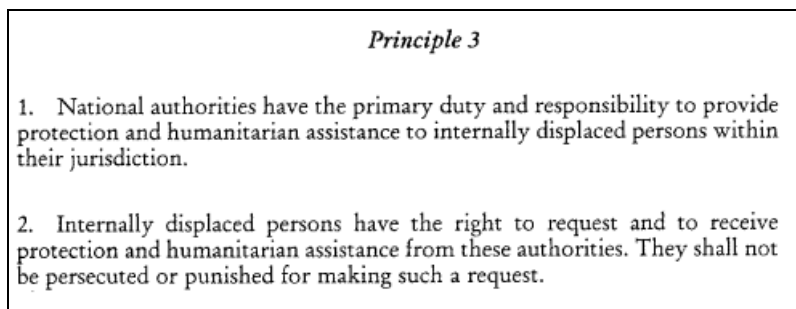 Principle 3
1. National authorities have the primary duty and responsibility to provide
protection and humanitarian assistance to internally displaced persons within
their jurisdiction.
2. Internally displaced persons have the right to request and to receive
protection and humanitarian assistance from these authorities. They shall not
be persecuted or punished for making such a request.